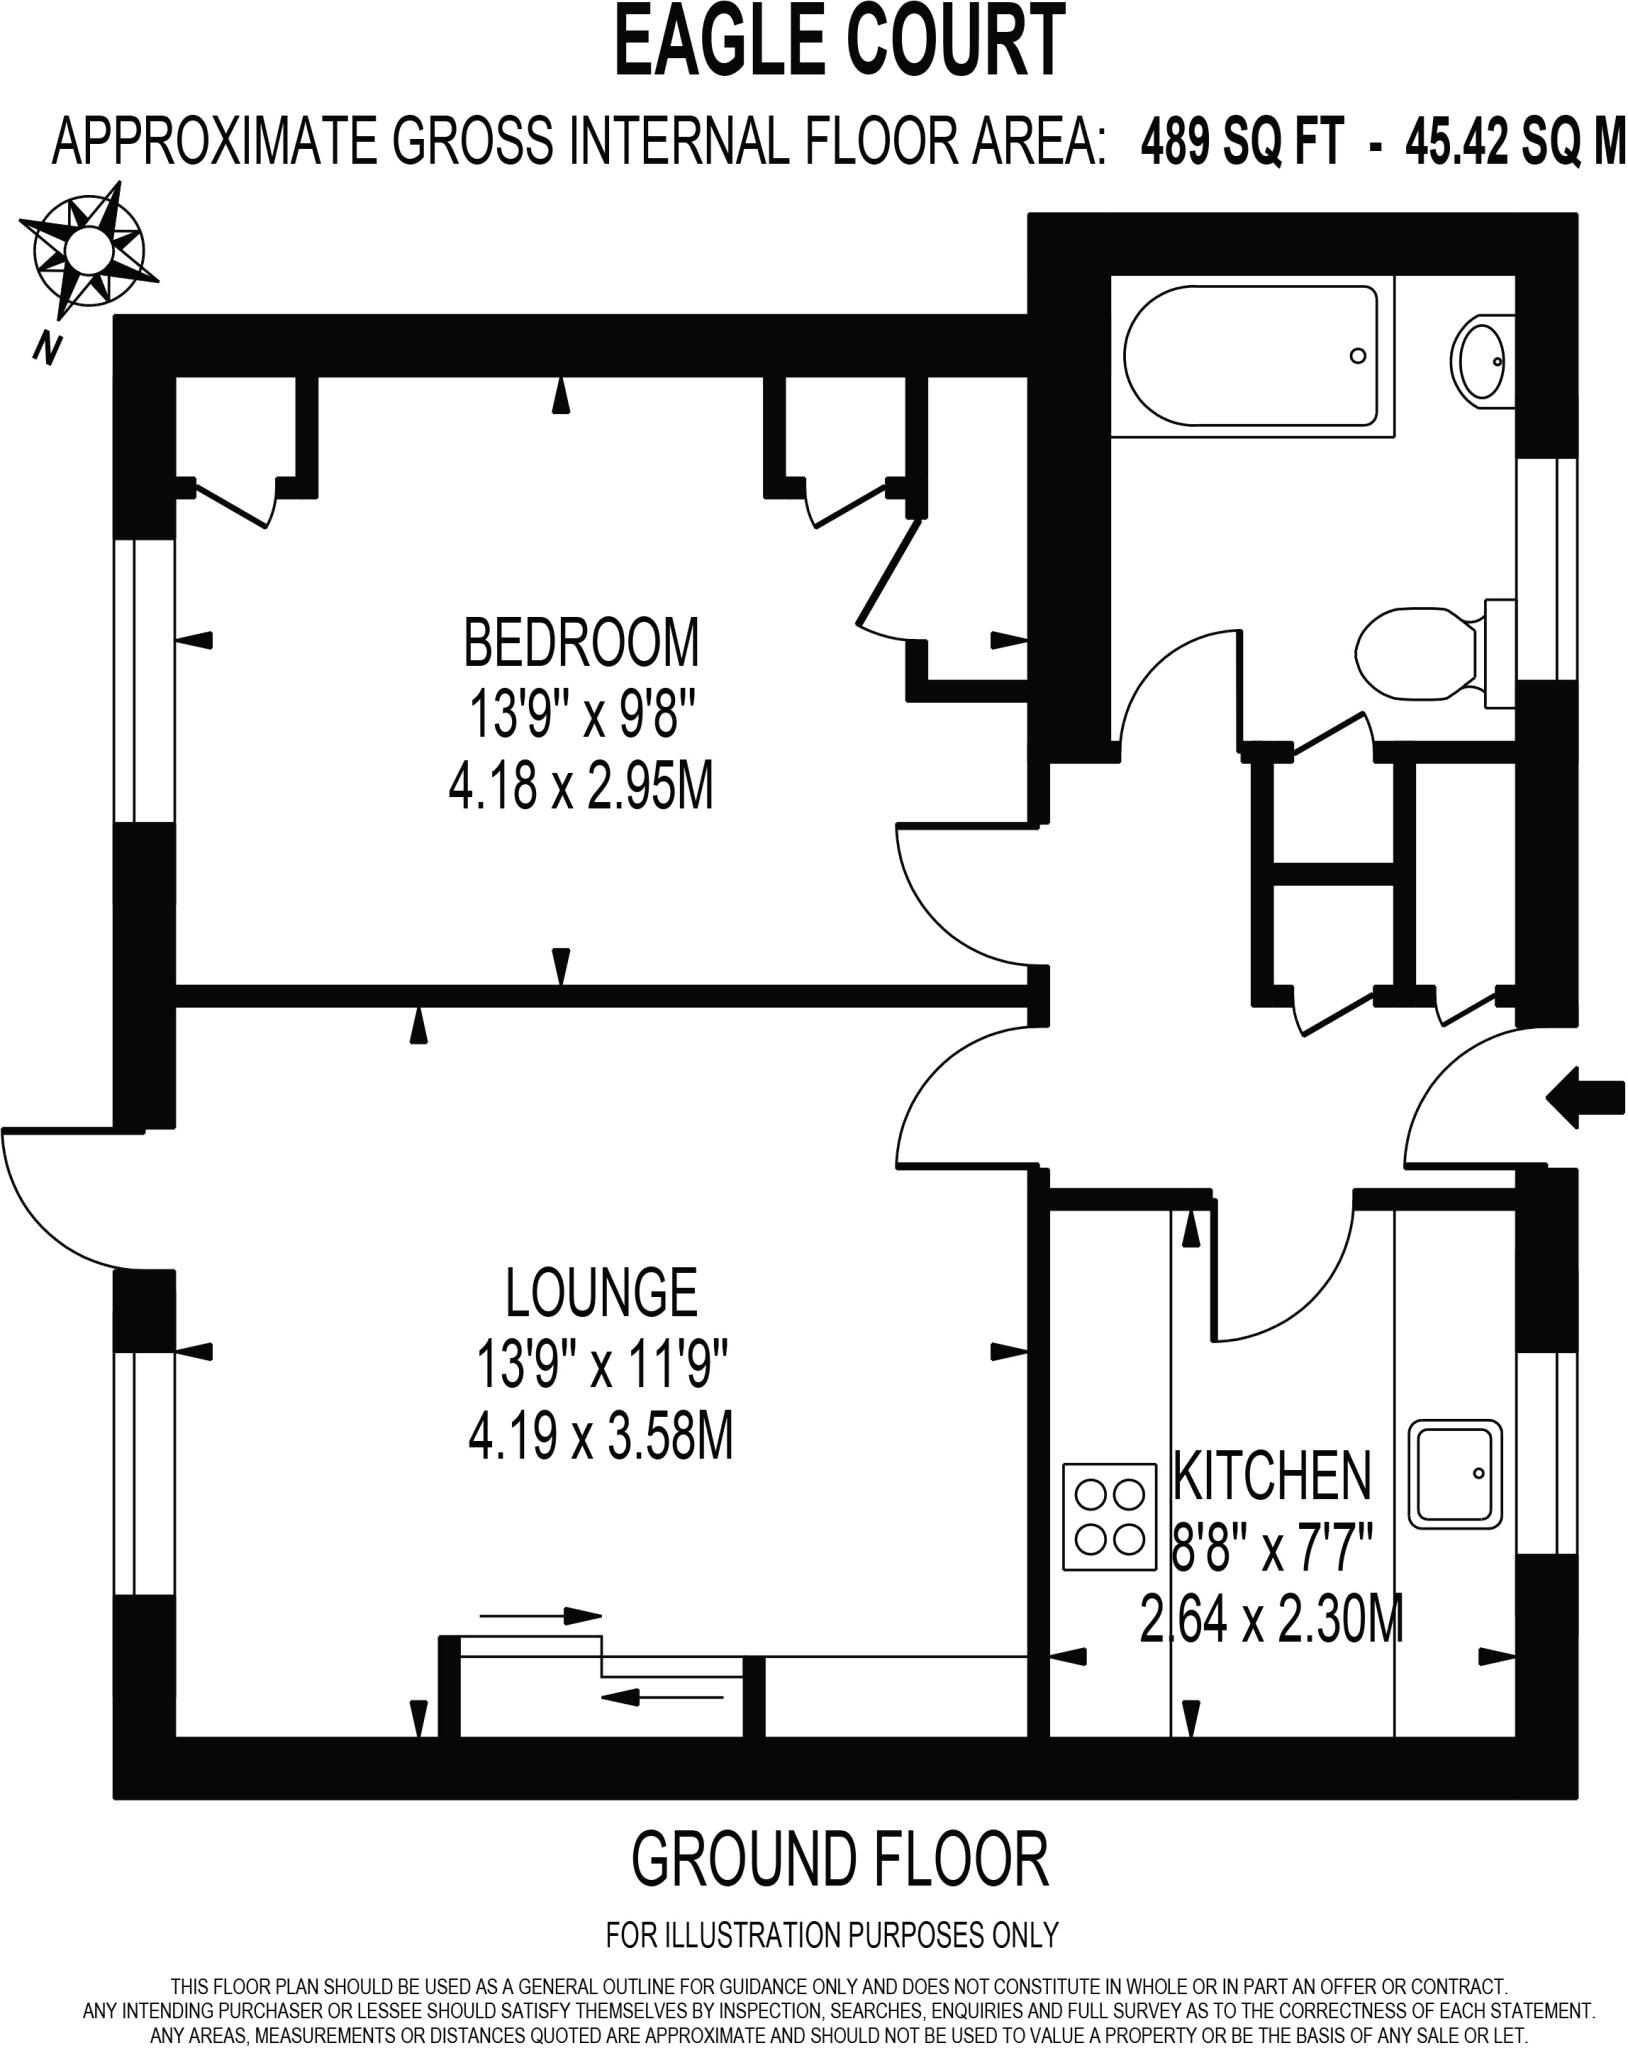 EAGLE COURT
APPROXIMATE GROSS INTERNAL FLOOR AREA: 489 SQ FT - 45.42 SQ M
N
BEDROOM
13'9" x 9'8"
4.18 x 2.95M
LOUNGE
13'9" x 11'9"
4.19 x 3.58M
KITCHEN
8'8" x 7'7"
2.64 x 2.30M
GROUND FLOOR
FOR ILLUSTRATION PURPOSES ONLY
THIS FLOOR PLAN SHOULD BE USED AS A GENERAL OUTLINE FOR GUIDANCE ONLY AND DOES NOT CONSTITUTE IN WHOLE OR IN PART AN OFFER OR CONTRACT.
ANY INTENDING PURCHASER OR LESSEE SHOULD SATISFY THEMSELVES BY INSPECTION, SEARCHES, ENQUIRIES AND FULL SURVEY AS TO THE CORRECTNESS OF EACH STATEMENT.
ANY AREAS, MEASUREMENTS OR DISTANCES QUOTED ARE APPROXIMATE AND SHOULD NOT BE USED TO VALUE A PROPERTY OR BE THE BASIS OF ANY SALE OR LET.